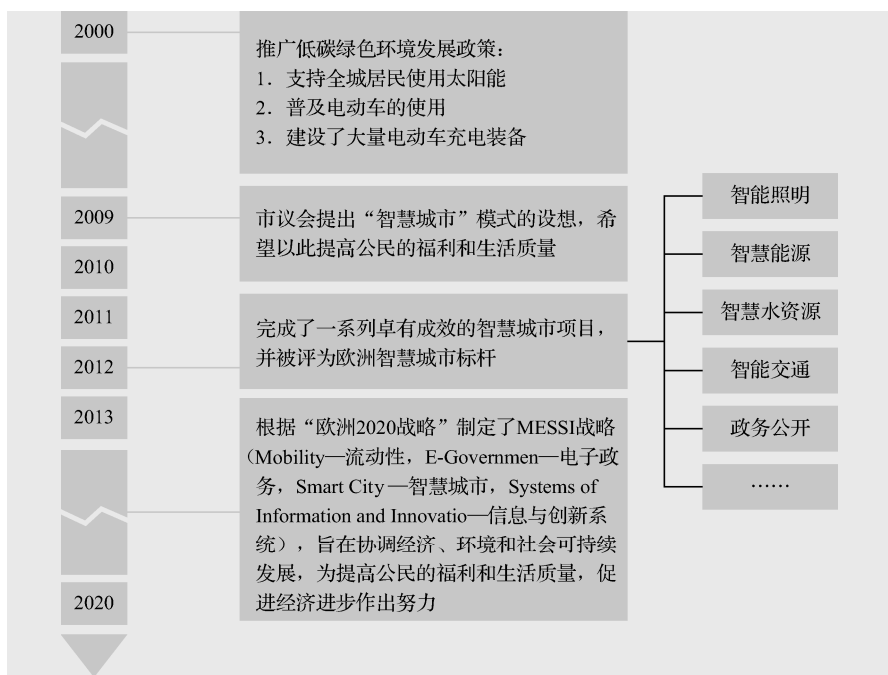 2000
推广低碳绿色环境发展政策：
1．支持全城居民使用太阳能
2．普及电动车的使用
3．建设了大量电动车充电装备
2009
市议会提出“智慧城市”模式的设想，希
望以此提高公民的福利和生活质量
2010
2011
完成了一系列卓有成效的智慧城市项目，
并被评为欧洲智慧城市标杆
2012
智能照明
智慧能源
智慧水资源
智能交通
政务公开
……
2013
根据“欧洲2020战略”制定了MESSI战略
（Mobility—流动性，E-Governmen—电子政
务，Smart City—智慧城市，Systems of
Information and Innovatio—信息与创新系
统），旨在协调经济、环境和社会可持续
发展，为提高公民的福利和生活质量，促
进经济进步作出努力
2020